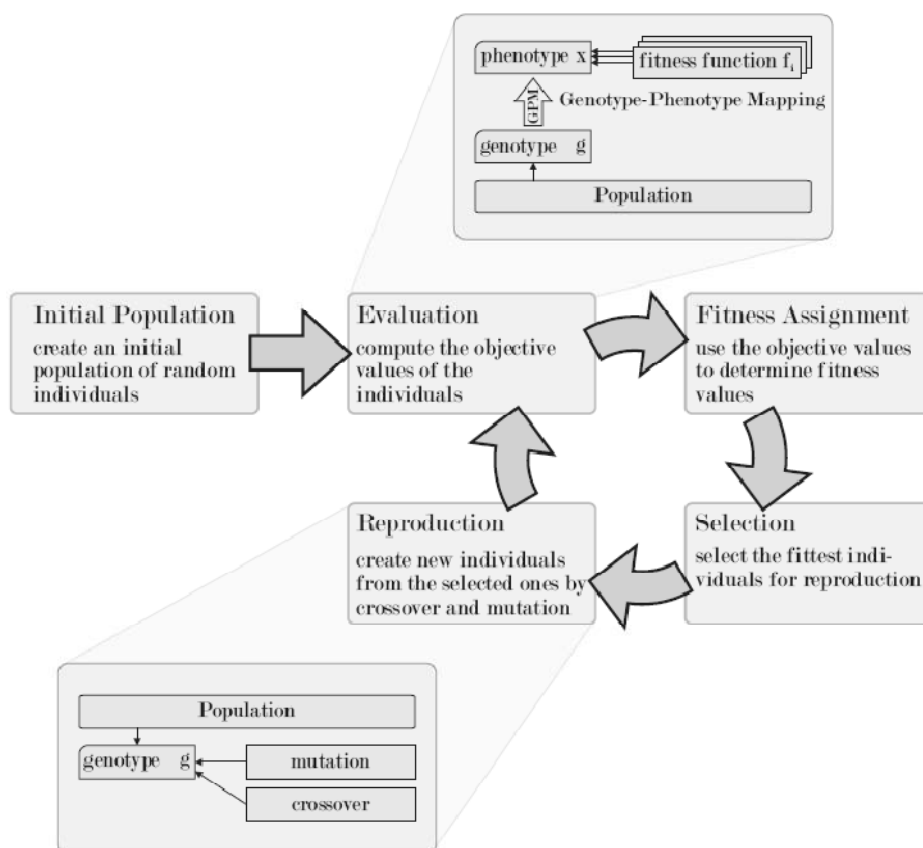 phenotype x
fitness function fᵢ
GPM
Genotype-Phenotype Mapping
genotype g
Population
Initial Population
create an initial
population of random
individuals
Evaluation
compute the objective
values of the
individuals
Fitness Assignment
use the objective values
to determine fitness
values
Reproduction
create new individuals
from the selected ones by
crossover and mutation
Selection
select the fittest indi-
viduals for reproduction
Population
genotype g
mutation
crossover